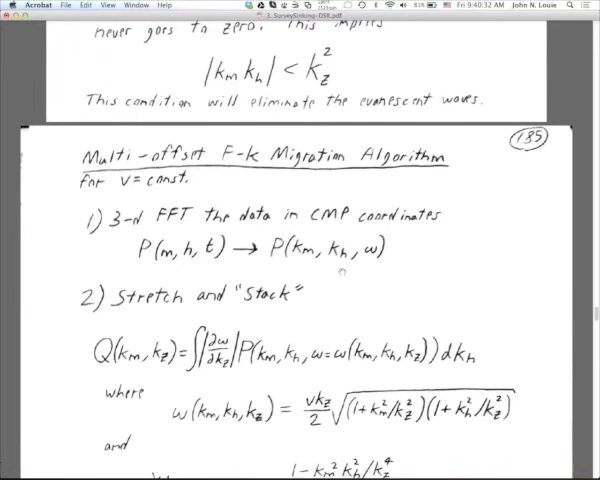 Acrobat File Edit View Window Help
Fri 9:40:32 AM John N. Louie
3. SurveySinking-DSR.pdf
never goes to zero. This implies
|km kh| < kz²
This condition will eliminate the evanescent waves.
185
Multi-offset F-k Migration Algorithm
for v = const.
1) 3-d FFT the data in CMP coordinates
P(m, h, t) → P(km, kh, ω)
2) Stretch and "Stack"
Q(km, kz) = ∫|∂ω/∂kz| P(km, kh, ω = ω(km, kh, kz)) dkh
where
ω(km, kh, kz) = vkz/2 √(1 + km²/kz²)(1 + kh²/kz²)
and
1 - km² kh²/kz⁴